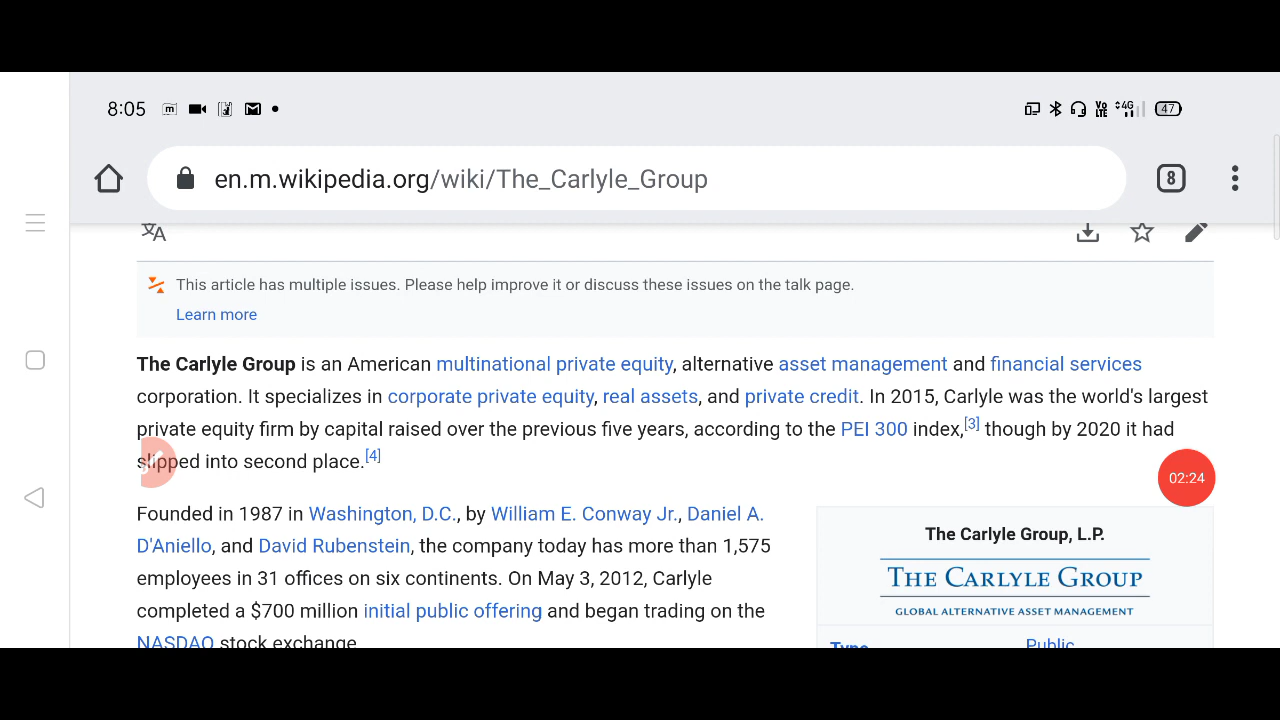 8:05
m
Vo
LTE
4G
47
en.m.wikipedia.org/wiki/The_Carlyle_Group
8
文A
This article has multiple issues. Please help improve it or discuss these issues on the talk page.
Learn more
The Carlyle Group is an American multinational private equity, alternative asset management and financial services
corporation. It specializes in corporate private equity, real assets, and private credit. In 2015, Carlyle was the world's largest
private equity firm by capital raised over the previous five years, according to the PEI 300 index,[3] though by 2020 it had
slipped into second place.[4]
02:24
Founded in 1987 in Washington, D.C., by William E. Conway Jr., Daniel A.
D'Aniello, and David Rubenstein, the company today has more than 1,575
employees in 31 offices on six continents. On May 3, 2012, Carlyle
completed a $700 million initial public offering and began trading on the
NASDAQ stock exchange.
The Carlyle Group, L.P.
THE CARLYLE GROUP
GLOBAL ALTERNATIVE ASSET MANAGEMENT
Type Public